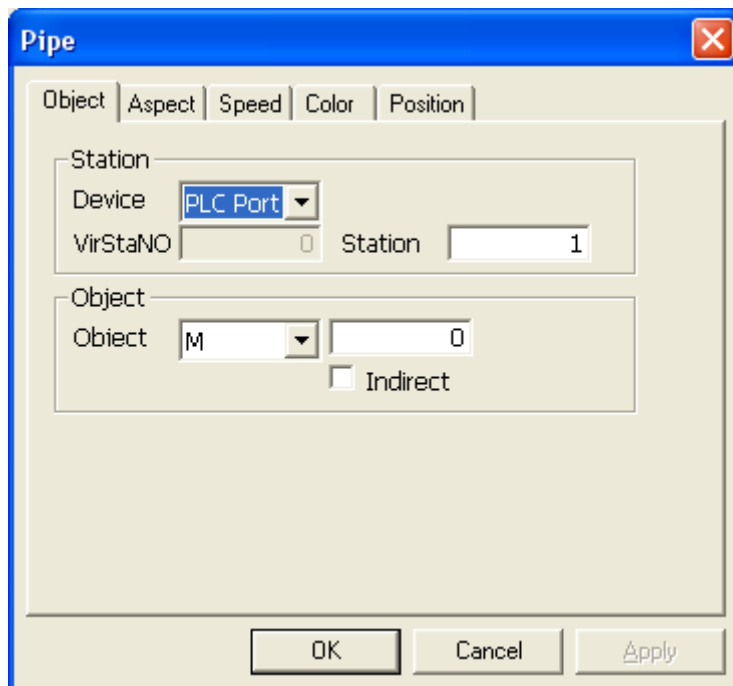 Pipe
Object Aspect Speed Color Position
Station
Device PLC Port
VirStaNO 0 Station 1
Object
Obiect M 0
Indirect
OK Cancel Apply